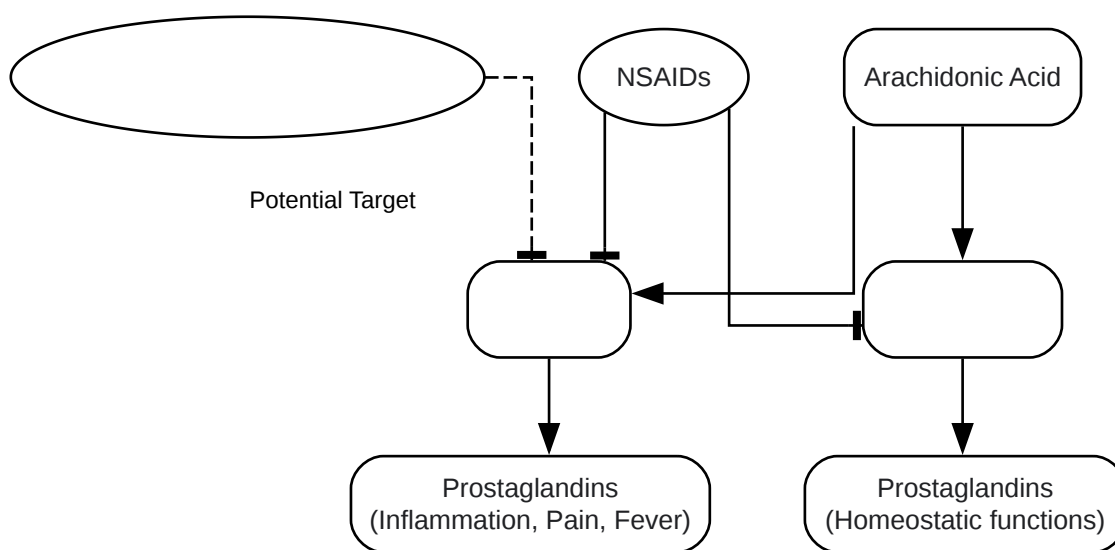 NSAIDs
Arachidonic Acid
Potential Target
Prostaglandins
(Inflammation, Pain, Fever)
Prostaglandins
(Homeostatic functions)